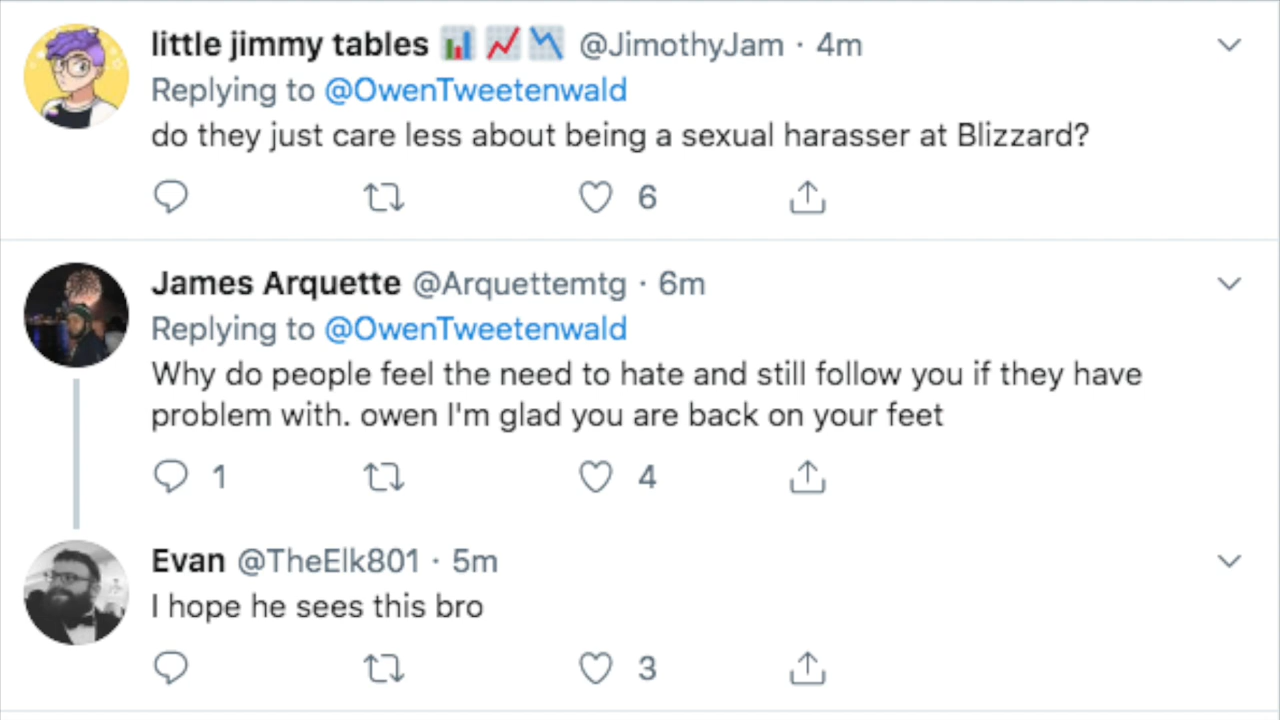 little jimmy tables 📊 📈 📉 @JimothyJam · 4m
Replying to @OwenTweetenwald
do they just care less about being a sexual harasser at Blizzard?
6
James Arquette @Arquettemtg · 6m
Replying to @OwenTweetenwald
Why do people feel the need to hate and still follow you if they have
problem with. owen I'm glad you are back on your feet
1 4
Evan @TheElk801 · 5m
I hope he sees this bro
3